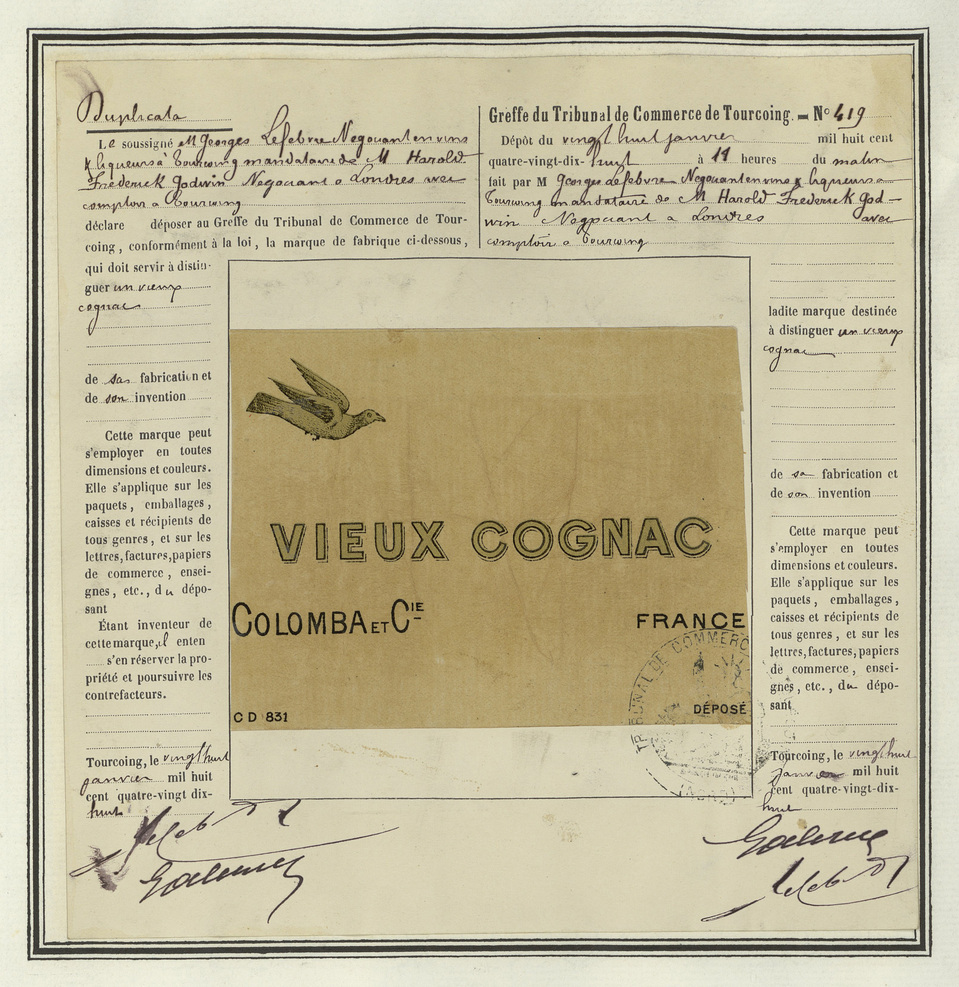 Duplicata
Le soussigné M Georges Lefebvre Negociant en vins
& liqueurs à Tourcoing mandataire de M Harold
Frederick Godwin Negociant a Londres avec
comptoir a Tourcoing
déclare déposer au Greffe du Tribunal de Commerce de Tour-
coing, conformément à la loi, la marque de fabrique ci-dessous,
qui doit servir à distin-
guer un vieux
cognac
de sa fabrication et
de son invention
Cette marque peut
s'employer en toutes
dimensions et couleurs.
Elle s'applique sur les
paquets, emballages,
caisses et récipients de
tous genres, et sur les
lettres, factures, papiers
de commerce, ensei-
gnes, etc., du dépo-
sant
Étant inventeur de
cette marque, il enten
s'en réserver la pro-
priété et poursuivre les
contrefacteurs.
Tourcoing, le vingt huit
janvier mil huit
cent quatre-vingt dix-
huit
Greffe du Tribunal de Commerce de Tourcoing. — N° 419
Dépôt du vingt huit janvier mil huit cent
quatre-vingt-dix- huit à 11 heures du matin
fait par M Georges Lefebvre Negociant en vins & liqueurs a
Tourcoing mandataire de M Harold Frederick God-
win Negociant a Londres avec
comptoir a Tourcoing
ladite marque destinée
à distinguer un vieux
cognac
de sa fabrication et
de son invention
Cette marque peut
s'employer en toutes
dimensions et couleurs.
Elle s'applique sur les
paquets, emballages,
caisses et récipients de
tous genres, et sur les
lettres, factures, papiers
de commerce, ensei-
gnes, etc., du dépo-
sant
Tourcoing, le vingt huit
janvier mil huit
cent quatre-vingt-dix-
huit
VIEUX COGNAC
COLOMBA ET CIE
FRANCE
CD 831
DÉPOSÉ
TRIBUNAL DE COMMERCE